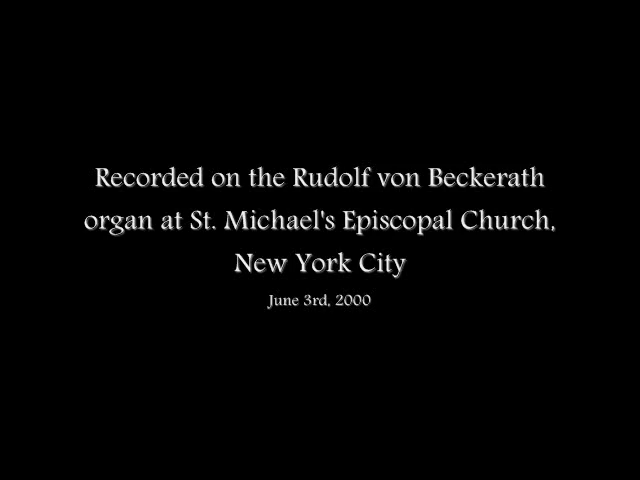 Recorded on the Rudolf von Beckerath
organ at St. Michael's Episcopal Church,
New York City
June 3rd, 2000